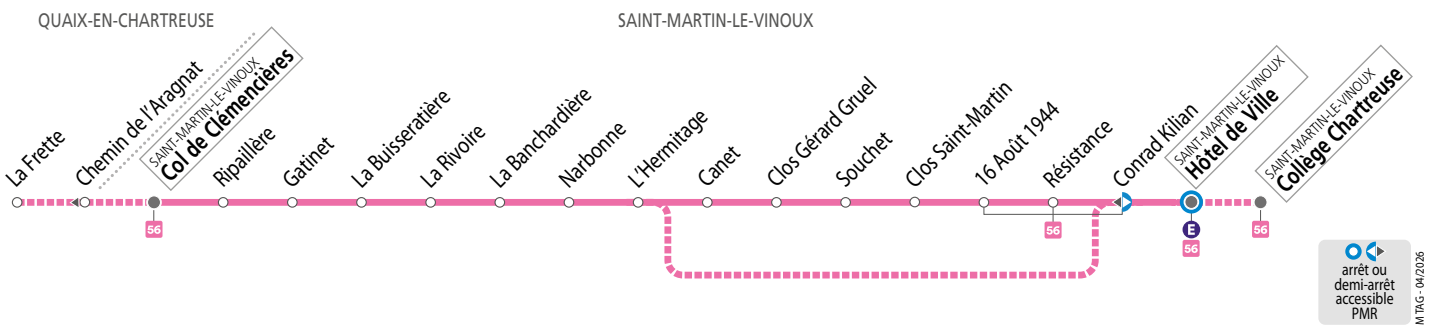 QUAIX-EN-CHARTREUSE
SAINT-MARTIN-LE-VINOUX
La Frette
Chemin de l'Aragnat
SAINT-MARTIN-LE-VINOUX
Col de Clémencières
Ripaillère
Gatinet
La Buisseratière
La Rivoire
La Banchardière
Narbonne
L'Hermitage
Canet
Clos Gérard Gruel
Souchet
Clos Saint-Martin
16 Août 1944
Résistance
Conrad Kilian
SAINT-MARTIN-LE-VINOUX
Hôtel de Ville
SAINT-MARTIN-LE-VINOUX
Collège Chartreuse
56
56
E
56
56
arrêt ou
demi-arrêt
accessible
PMR
M TAG - 04/2026